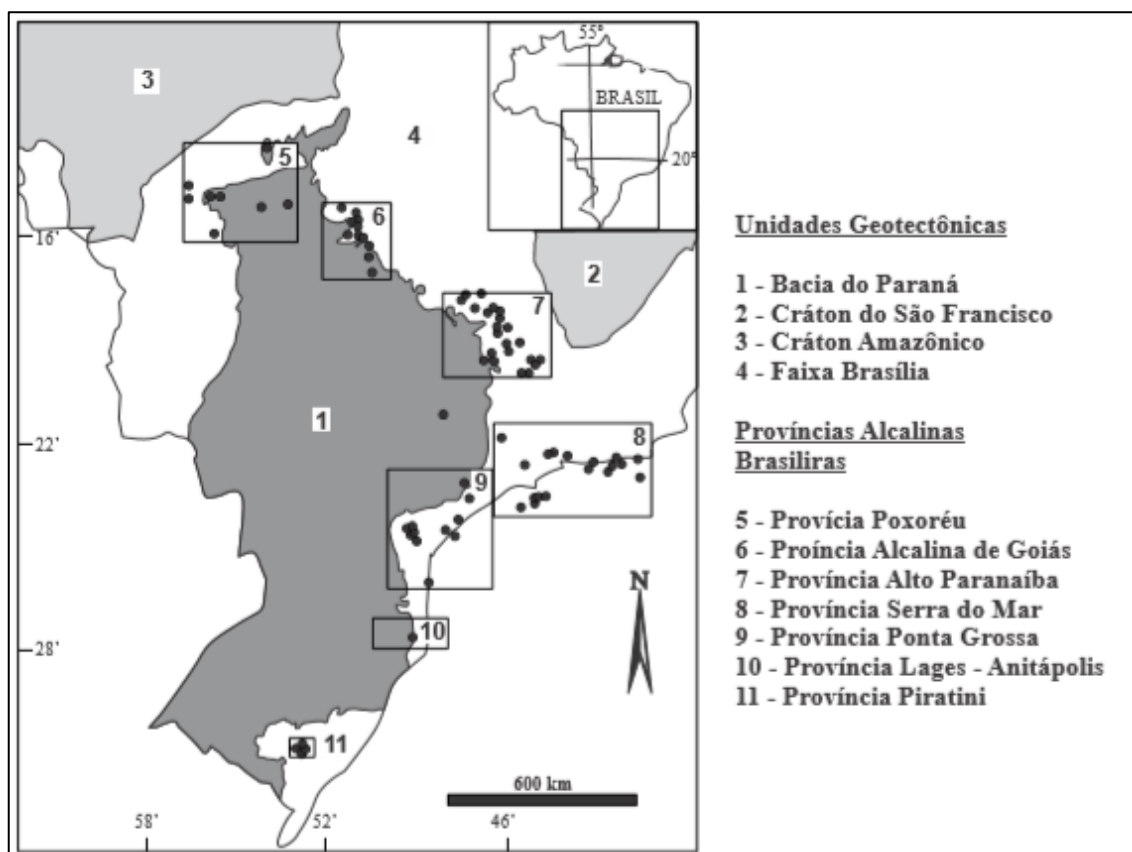 55°
BRASIL
20°
3
4
5
6
16'
2
7
1
22'
8
9
N
10
28'
11
600 km
58'
52'
46'
Unidades Geotectônicas
1 - Bacia do Paraná
2 - Cráton do São Francisco
3 - Cráton Amazônico
4 - Faixa Brasília
Províncias Alcalinas
Brasiliras
5 - Provícia Poxoréu
6 - Proíncia Alcalina de Goiás
7 - Província Alto Paranaíba
8 - Província Serra do Mar
9 - Província Ponta Grossa
10 - Província Lages - Anitápolis
11 - Província Piratini